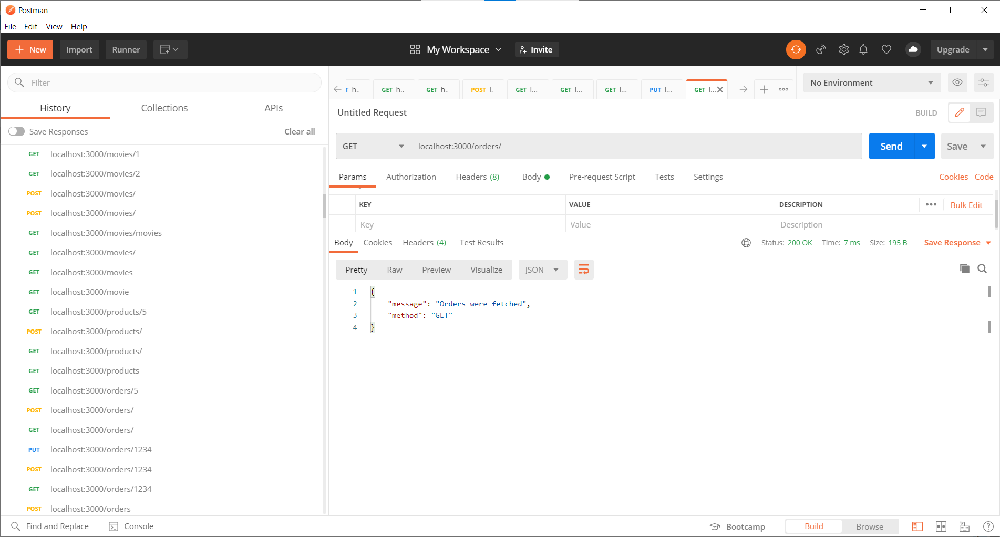 Postman
File Edit View Help
New Import Runner My Workspace Invite Upgrade
Filter
History Collections APIs
Save Responses Clear all
GET localhost:3000/movies/1
GET localhost:3000/movies/2
POST localhost:3000/movies/
POST localhost:3000/movies/
GET localhost:3000/movies/movies
GET localhost:3000/movies/
GET localhost:3000/movies
GET localhost:3000/movie
GET localhost:3000/products/5
POST localhost:3000/products/
GET localhost:3000/products/
GET localhost:3000/products
GET localhost:3000/orders/5
POST localhost:3000/orders/
GET localhost:3000/orders/
PUT localhost:3000/orders/1234
POST localhost:3000/orders/1234
GET localhost:3000/orders/1234
POST localhost:3000/orders
T h.. GET h.. GET h.. POST l. GET l... GET l... GET l... PUT l... GET l... No Environment
Untitled Request BUILD
GET localhost:3000/orders/ Send Save
Params Authorization Headers (8) Body Pre-request Script Tests Settings Cookies Code
KEY VALUE DESCRIPTION Bulk Edit
Key Value Description
Body Cookies Headers (4) Test Results Status: 200 OK Time: 7 ms Size: 195 B Save Response
Pretty Raw Preview Visualize JSON
1 {
2 "message": "Orders were fetched",
3 "method": "GET"
4 }
Find and Replace Console Bootcamp Build Browse